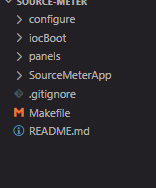 SOURCE-METER
configure
iocBoot
panels
SourceMeterApp
.gitignore
Makefile
README.md